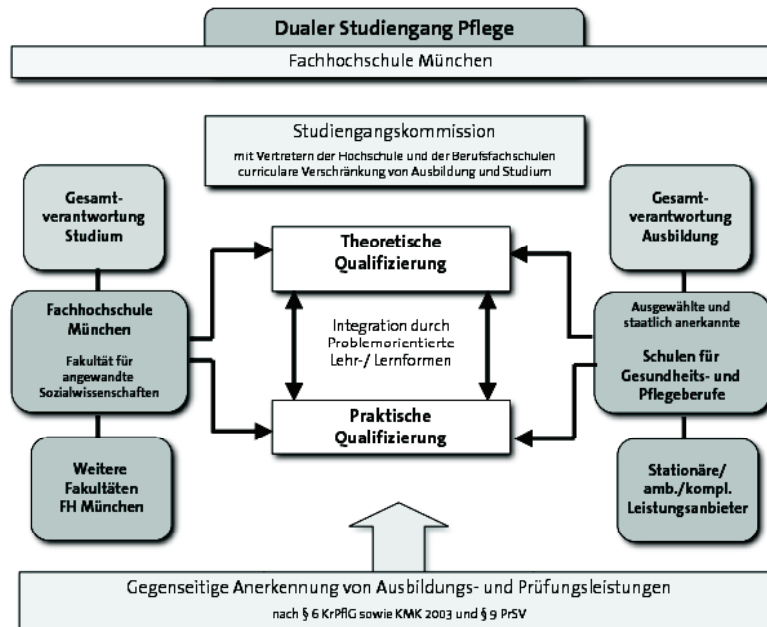 Dualer Studiengang Pflege
Fachhochschule München
Studiengangskommission
mit Vertretern der Hochschule und der Berufsfachschulen
curriculare Verschränkung von Ausbildung und Studium
Gesamt-
verantwortung
Studium
Fachhochschule
München
Fakultät für
angewandte
Sozialwissenschaften
Weitere
Fakultäten
FH München
Theoretische
Qualifizierung
Integration durch
Problemorientierte
Lehr-/ Lernformen
Praktische
Qualifizierung
Gesamt-
verantwortung
Ausbildung
Ausgewählte und
staatlich anerkannte
Schulen für
Gesundheits- und
Pflegeberufe
Stationäre/
amb./kompl.
Leistungsanbieter
Gegenseitige Anerkennung von Ausbildungs- und Prüfungsleistungen
nach § 6 KrPflG sowie KMK 2003 und § 9 PrSV